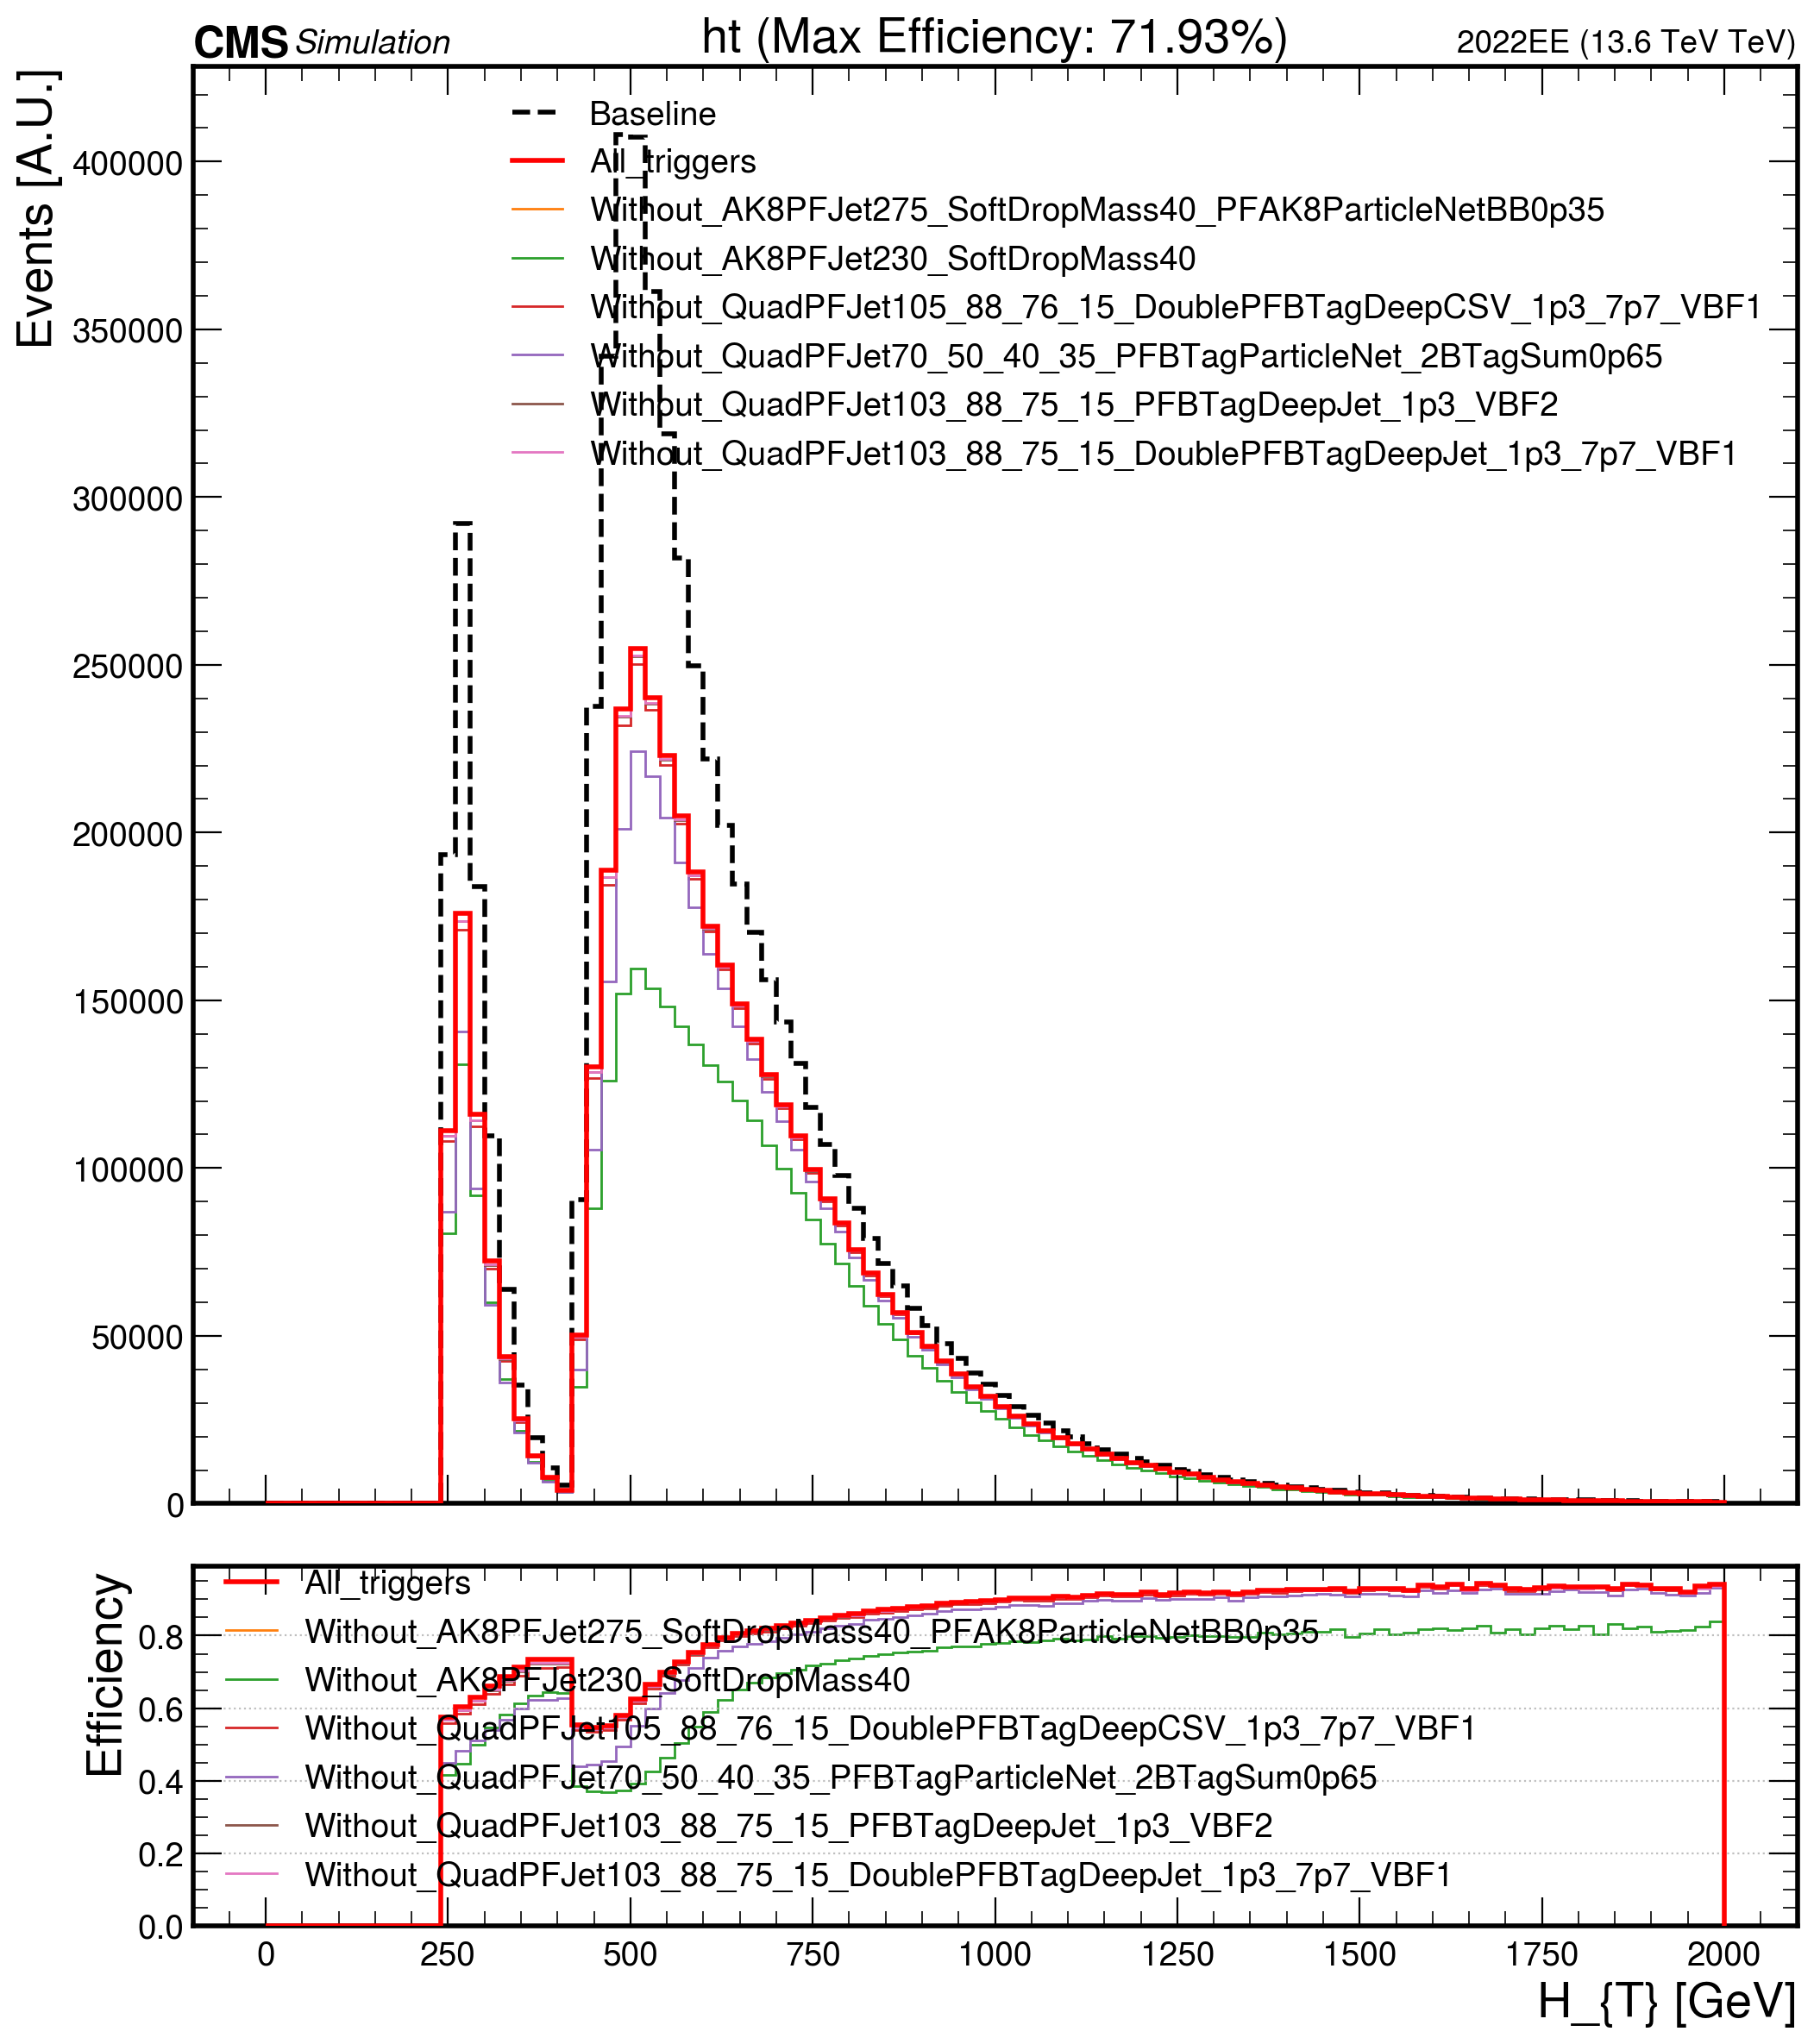 CMS Simulation ht (Max Efficiency: 71.93%) 2022EE (13.6 TeV TeV)
Events [A.U.]
Baseline
All_triggers
Without_AK8PFJet275_SoftDropMass40_PFAK8ParticleNetBB0p35
Without_AK8PFJet230_SoftDropMass40
Without_QuadPFJet105_88_76_15_DoublePFBTagDeepCSV_1p3_7p7_VBF1
Without_QuadPFJet70_50_40_35_PFBTagParticleNet_2BTagSum0p65
Without_QuadPFJet103_88_75_15_PFBTagDeepJet_1p3_VBF2
Without_QuadPFJet103_88_75_15_DoublePFBTagDeepJet_1p3_7p7_VBF1
400000
350000
300000
250000
200000
150000
100000
50000
0
Efficiency
All_triggers
Without_AK8PFJet275_SoftDropMass40_PFAK8ParticleNetBB0p35
Without_AK8PFJet230_SoftDropMass40
Without_QuadPFJet105_88_76_15_DoublePFBTagDeepCSV_1p3_7p7_VBF1
Without_QuadPFJet70_50_40_35_PFBTagParticleNet_2BTagSum0p65
Without_QuadPFJet103_88_75_15_PFBTagDeepJet_1p3_VBF2
Without_QuadPFJet103_88_75_15_DoublePFBTagDeepJet_1p3_7p7_VBF1
0.8
0.6
0.4
0.2
0.0
0 250 500 750 1000 1250 1500 1750 2000
H_{T} [GeV]